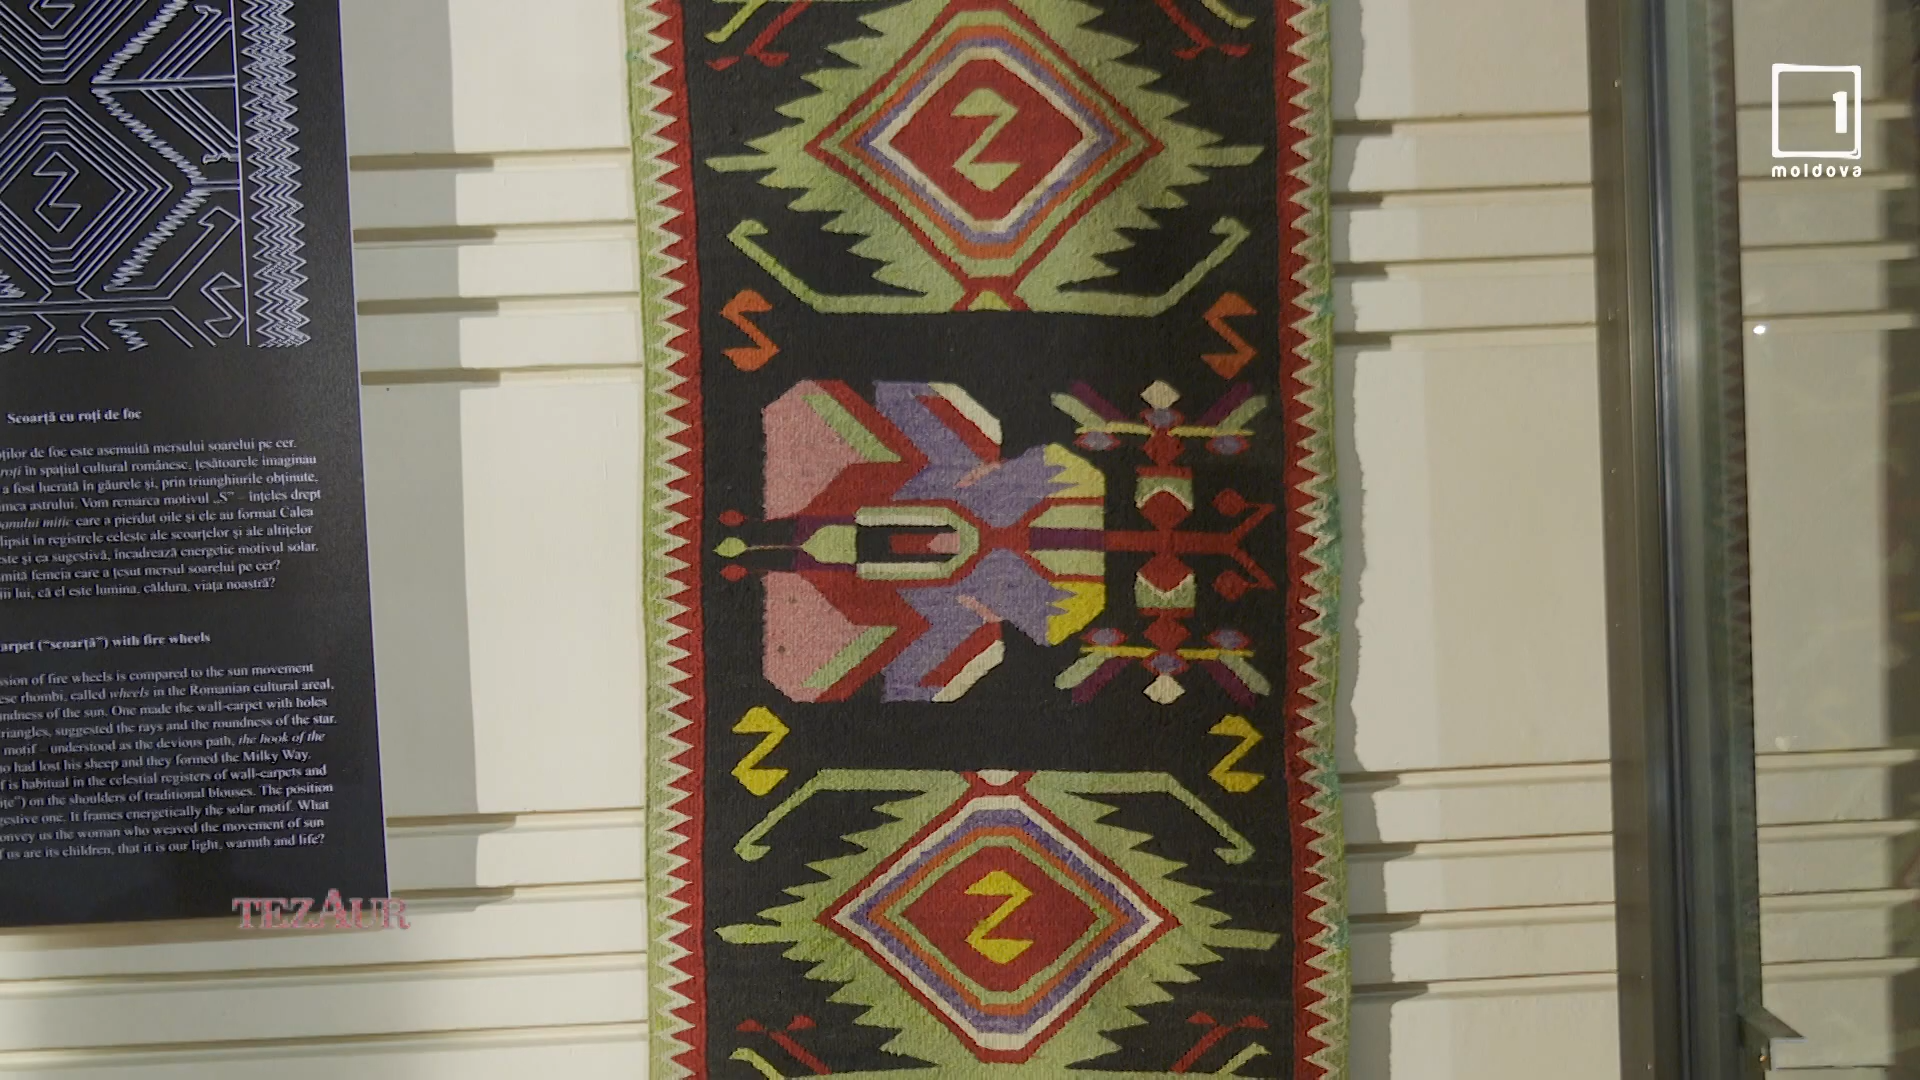 Scoarță cu roți de foc
ților de foc este asemuită mersului soarelui pe cer.
roți în spațiul cultural românesc, țesătoarele imaginau
a fost lucrată în găurele și, prin triunghiurile obținute,
mea astrului. Vom remarca motivul „S” – înțeles drept
banului mitic care a pierdut oile și ele au format Calea
lipsit în registrele celeste ale scoarțelor și ale altițelor
este și ea sugestivă, încadrează energetic motivul solar.
mită femeia care a țesut mersul soarelui pe cer?
iii lui, că el este lumina, căldura, viața noastră?
arpet (“scoarță”) with fire wheels
ssion of fire wheels is compared to the sun movement
ese rhombi, called wheels in the Romanian cultural areal,
undness of the sun. One made the wall-carpet with holes
riangles, suggested the rays and the roundness of the star.
motif – understood as the devious path, the hook of the
o had lost his sheep and they formed the Milky Way.
f is habitual in the celestial registers of wall-carpets and
ițe”) on the shoulders of traditional blouses. The position
gestive one. It frames energetically the solar motif. What
onvey us the woman who weaved the movement of sun
f us are its children, that it is our light, warmth and life?
TEZAUR
1
moldova